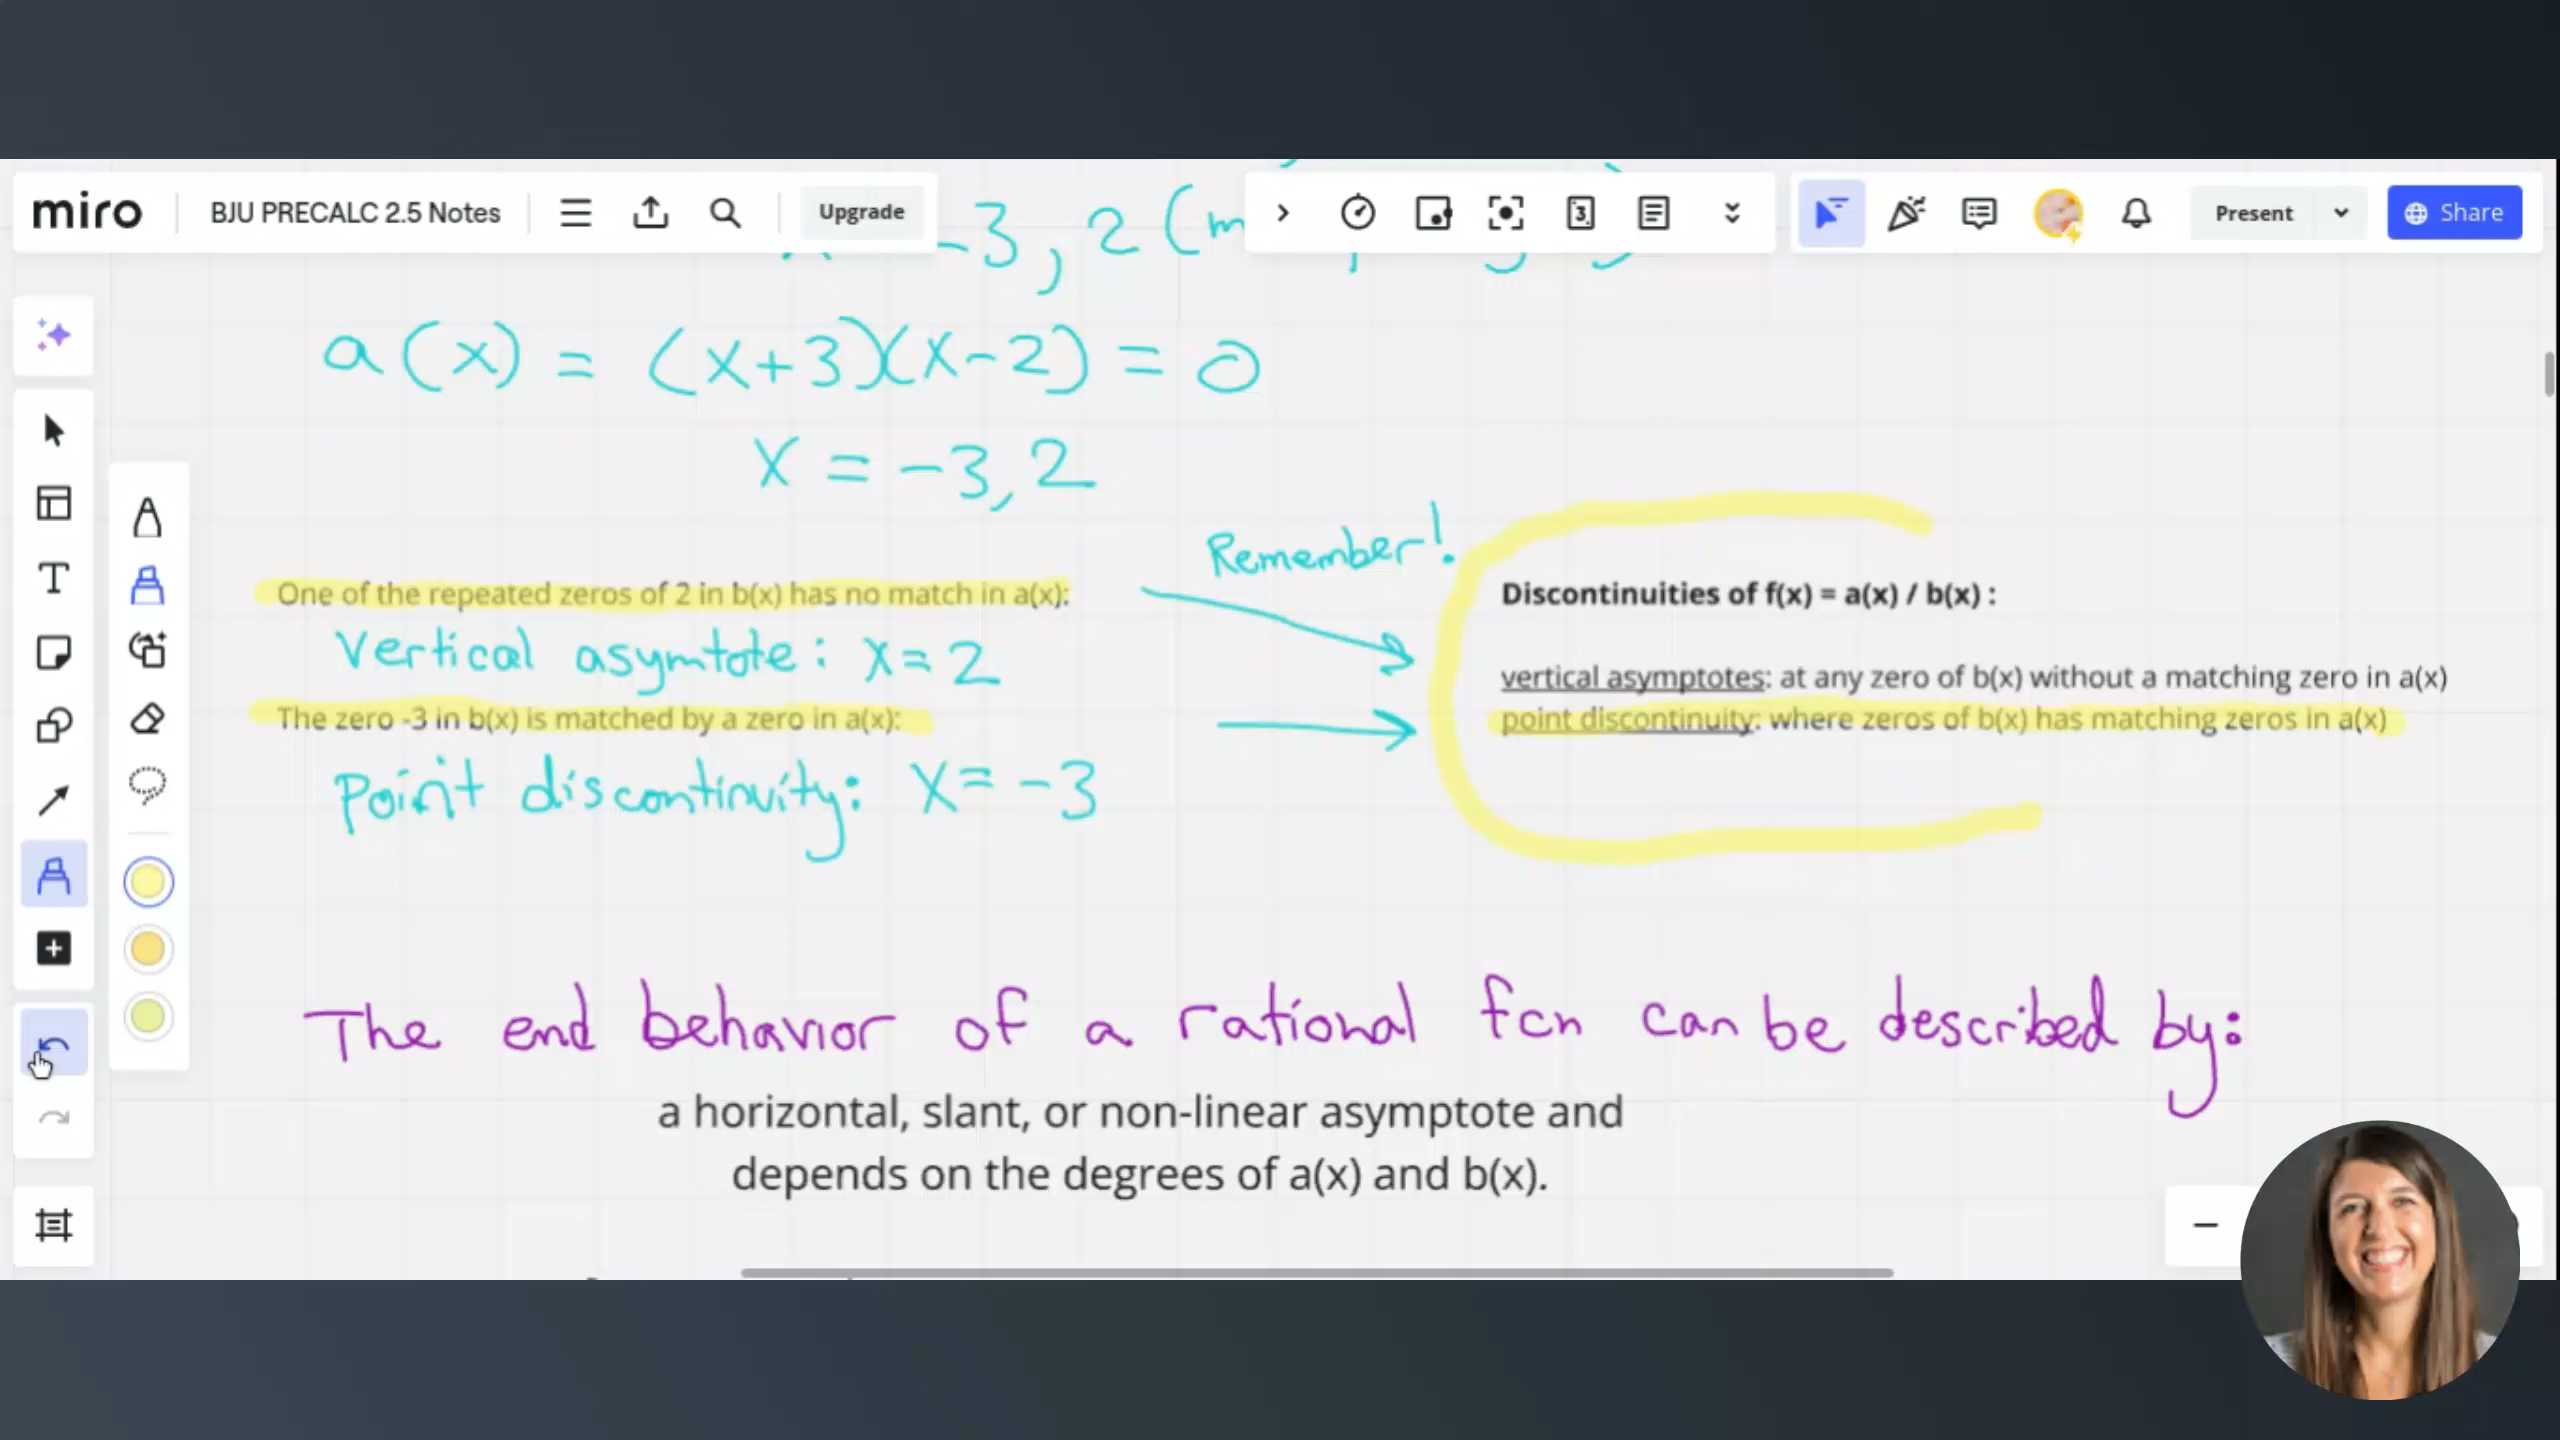 miro BJU PRECALC 2.5 Notes Upgrade Present Share
-3, 2 (m
a(x) = (x+3)(x-2) = 0
x = -3, 2
Remember!
One of the repeated zeros of 2 in b(x) has no match in a(x):
Vertical asymtote: x=2
The zero -3 in b(x) is matched by a zero in a(x):
Point discontinuity: x= -3
Discontinuities of f(x) = a(x) / b(x) :
vertical asymptotes: at any zero of b(x) without a matching zero in a(x)
point discontinuity: where zeros of b(x) has matching zeros in a(x)
The end behavior of a rational fcn can be described by:
a horizontal, slant, or non-linear asymptote and
depends on the degrees of a(x) and b(x).